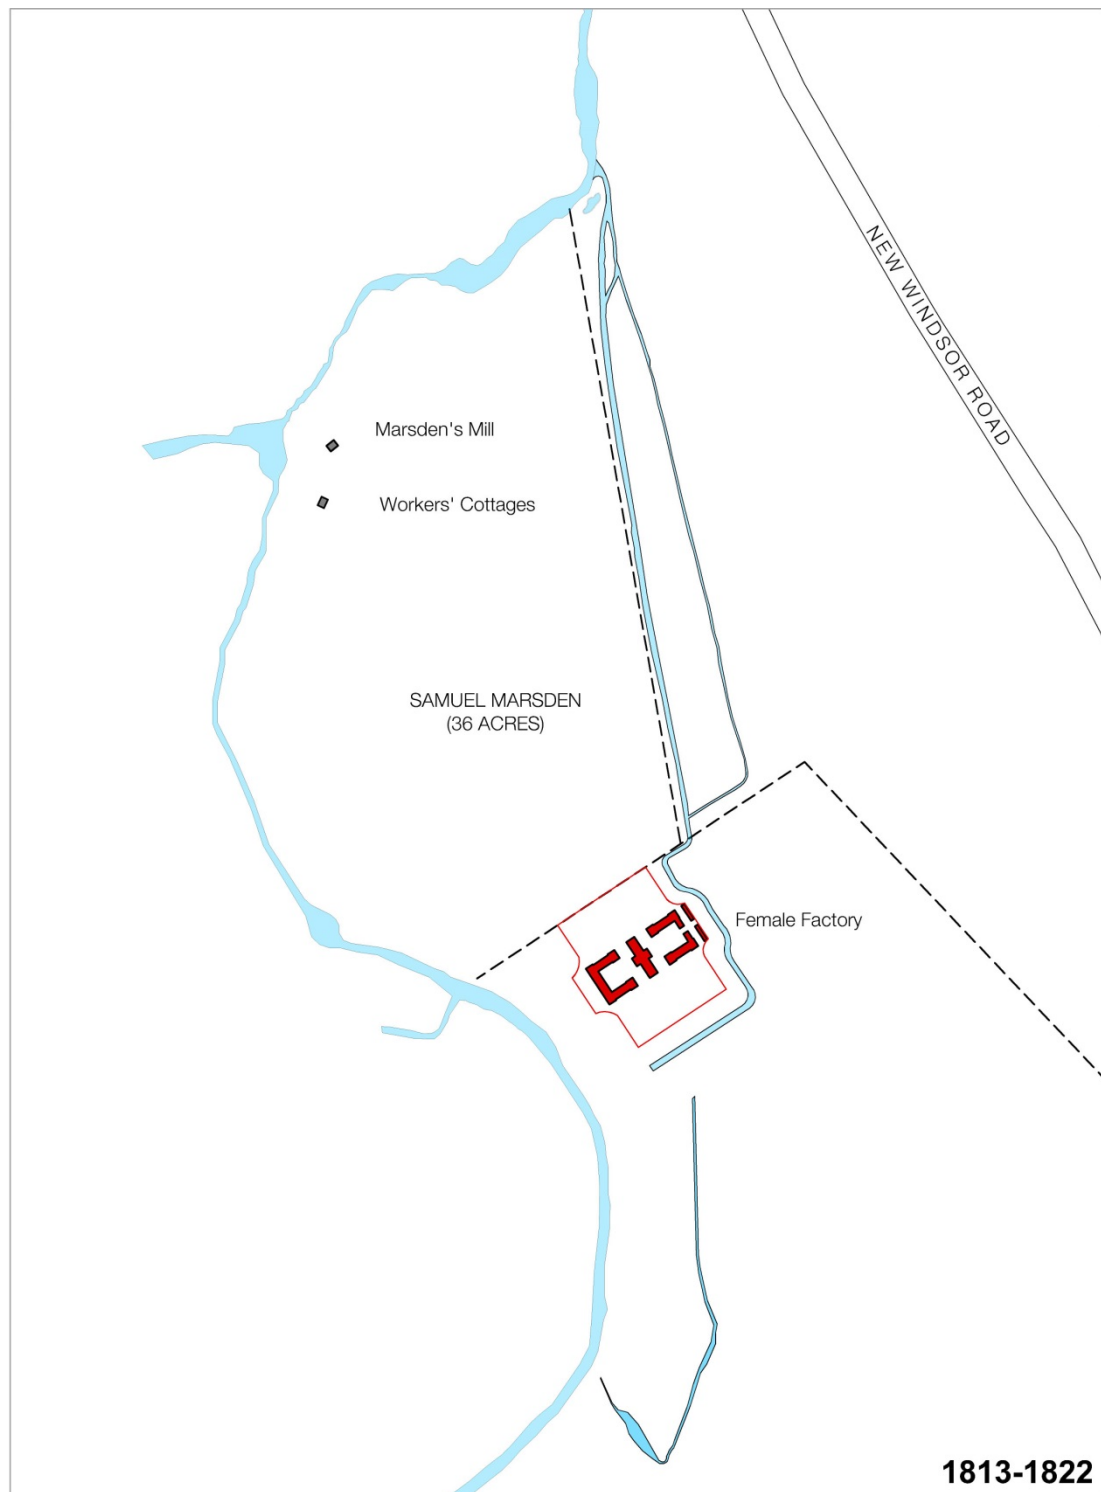 NEW WINDSOR ROAD
Marsden's Mill
Workers' Cottages
SAMUEL MARSDEN
(36 ACRES)
Female Factory
1813-1822